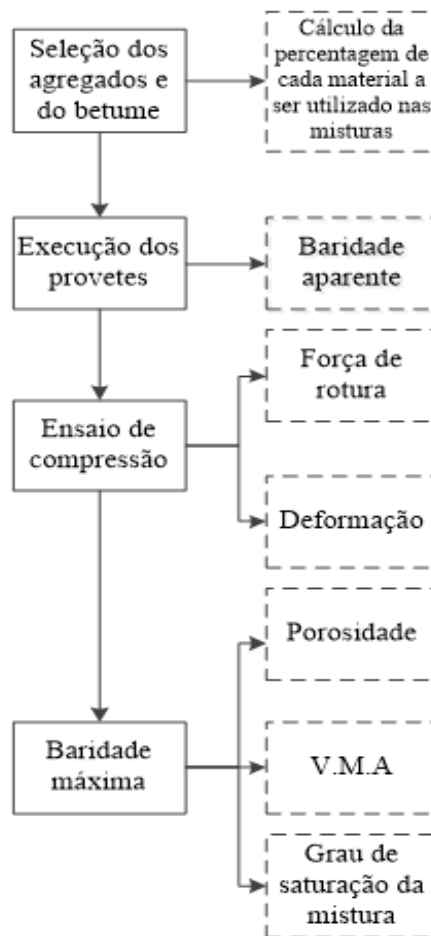 Seleção dos
agregados e
do betume
Cálculo da
percentagem de
cada material a
ser utilizado nas
misturas
Execução dos
provetes
Baridade
aparente
Ensaio de
compressão
Força de
rotura
Deformação
Baridade
máxima
Porosidade
V.M.A
Grau de
saturação da
mistura